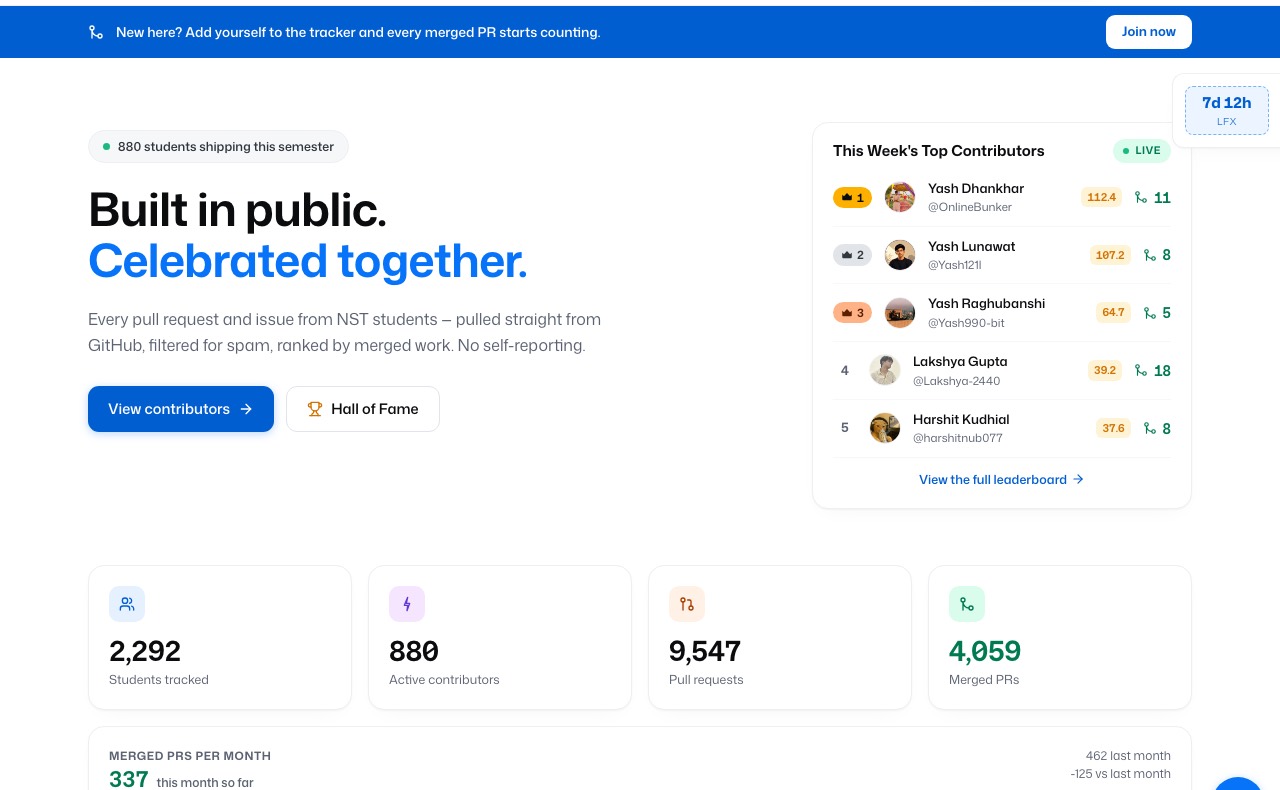 New here? Add yourself to the tracker and every merged PR starts counting.
Join now
7d 12h
LFX
880 students shipping this semester
Built in public.
Celebrated together.
Every pull request and issue from NST students — pulled straight from
GitHub, filtered for spam, ranked by merged work. No self-reporting.
View contributors
Hall of Fame
This Week's Top Contributors
LIVE
1
Yash Dhankhar
@OnlineBunker
112.4
11
2
Yash Lunawat
@Yash121l
107.2
8
3
Yash Raghubanshi
@Yash990-bit
64.7
5
4
Lakshya Gupta
@Lakshya-2440
39.2
18
5
Harshit Kudhial
@harshitnub077
37.6
8
View the full leaderboard
2,292
Students tracked
880
Active contributors
9,547
Pull requests
4,059
Merged PRs
MERGED PRS PER MONTH
337 this month so far
462 last month
-125 vs last month